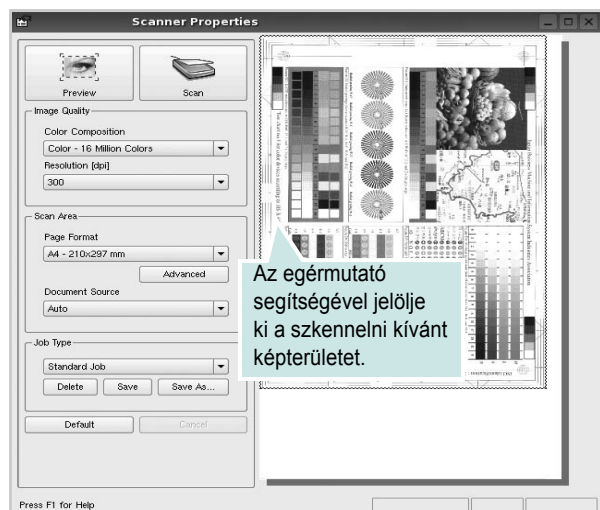 Scanner Properties
Preview
Scan
Image Quality
Color Composition
Color - 16 Million Colors
Resolution [dpi]
300
Scan Area
Page Format
A4 - 210x297 mm
Advanced
Document Source
Auto
Job Type
Standard Job
Delete
Save
Save As...
Default
Cancel
Press F1 for Help
Az egérmutató
segítségével jelölje
ki a szkennelni kívánt
képterületet.